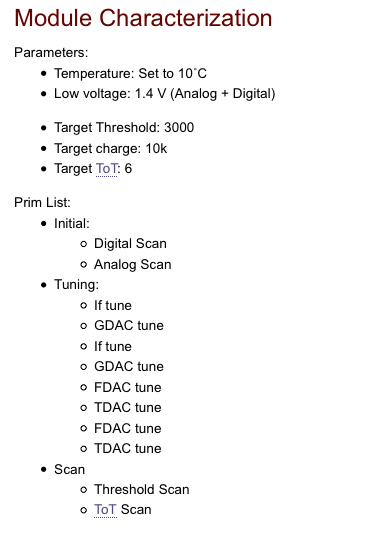 Module Characterization
Parameters:
Temperature: Set to 10˚C
Low voltage: 1.4 V (Analog + Digital)
Target Threshold: 3000
Target charge: 10k
Target ToT: 6
Prim List:
Initial:
Digital Scan
Analog Scan
Tuning:
If tune
GDAC tune
If tune
GDAC tune
FDAC tune
TDAC tune
FDAC tune
TDAC tune
Scan
Threshold Scan
ToT Scan